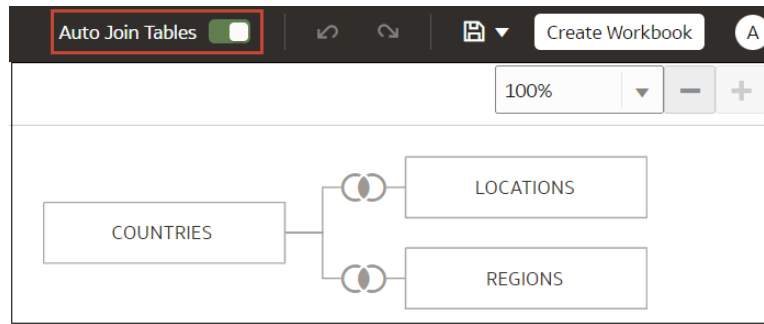 Auto Join Tables Create Workbook A
100%
LOCATIONS
COUNTRIES
REGIONS